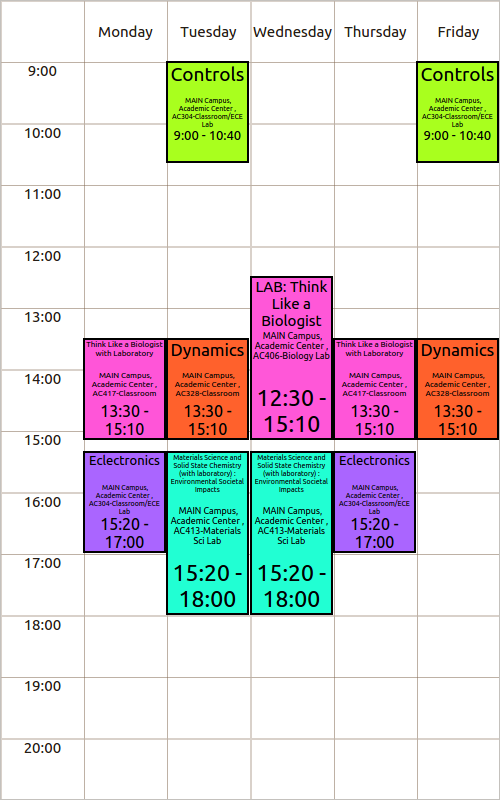 Monday Tuesday Wednesday Thursday Friday
9:00
Controls
MAIN Campus,
Academic Center ,
AC304-Classroom/ECE
Lab
9:00 - 10:40
Controls
MAIN Campus,
Academic Center ,
AC304-Classroom/ECE
Lab
9:00 - 10:40
10:00
11:00
12:00
LAB: Think
Like a
Biologist
MAIN Campus,
Academic Center ,
AC406-Biology Lab
12:30 -
15:10
13:00
Think Like a Biologist
with Laboratory
MAIN Campus,
Academic Center ,
AC417-Classroom
13:30 -
15:10
Dynamics
MAIN Campus,
Academic Center ,
AC328-Classroom
13:30 -
15:10
Think Like a Biologist
with Laboratory
MAIN Campus,
Academic Center ,
AC417-Classroom
13:30 -
15:10
Dynamics
MAIN Campus,
Academic Center ,
AC328-Classroom
13:30 -
15:10
14:00
15:00
Eclectronics
MAIN Campus,
Academic Center ,
AC304-Classroom/ECE
Lab
15:20 -
17:00
Materials Science and
Solid State Chemistry
(with laboratory) :
Environmental Societal
Impacts
MAIN Campus,
Academic Center ,
AC413-Materials
Sci Lab
15:20 -
18:00
Materials Science and
Solid State Chemistry
(with laboratory) :
Environmental Societal
Impacts
MAIN Campus,
Academic Center ,
AC413-Materials
Sci Lab
15:20 -
18:00
Eclectronics
MAIN Campus,
Academic Center ,
AC304-Classroom/ECE
Lab
15:20 -
17:00
16:00
17:00
18:00
19:00
20:00